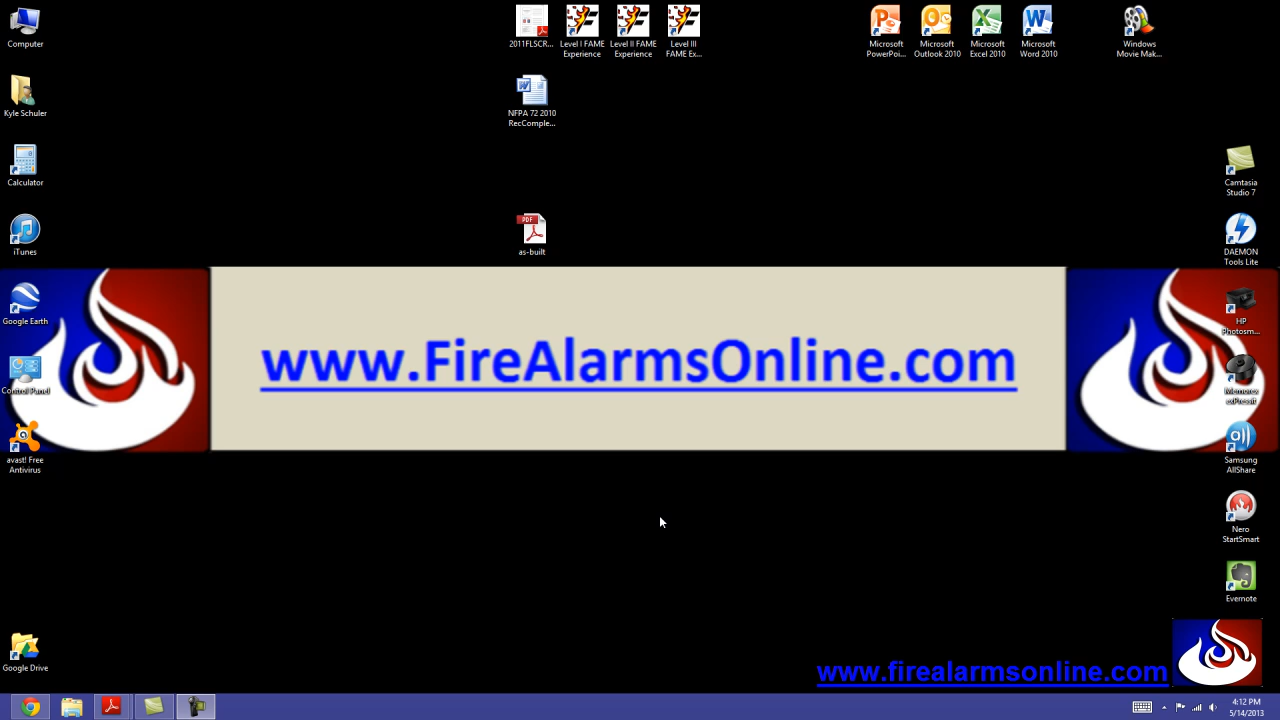 Computer
2011FLSCR...
Level I FAME
Experience
Level II FAME
Experience
Level III
FAME Ex...
Microsoft
PowerPoi...
Microsoft
Outlook 2010
Microsoft
Excel 2010
Microsoft
Word 2010
Windows
Movie Mak...
Kyle Schuler
NFPA 72 2010
RecComple...
Calculator
Camtasia
Studio 7
iTunes
PDF
as-built
DAEMON
Tools Lite
Google Earth
HP
Photosm...
www.FireAlarmsOnline.com
Control Panel
Memorex
exPressit
avast! Free
Antivirus
Samsung
AllShare
Nero
StartSmart
Evernote
Google Drive
www.firealarmsonline.com
4:12 PM
5/14/2013